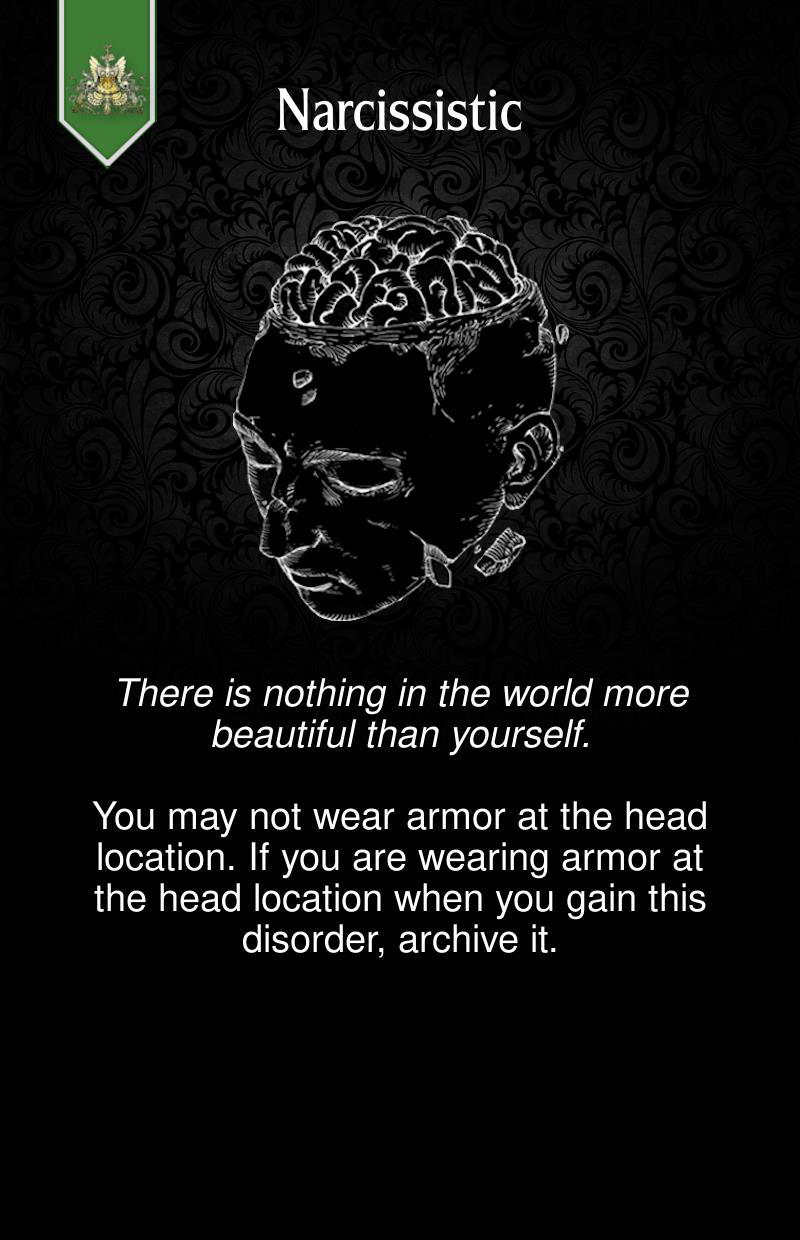 Narcissistic
There is nothing in the world more
beautiful than yourself.
You may not wear armor at the head
location. If you are wearing armor at
the head location when you gain this
disorder, archive it.